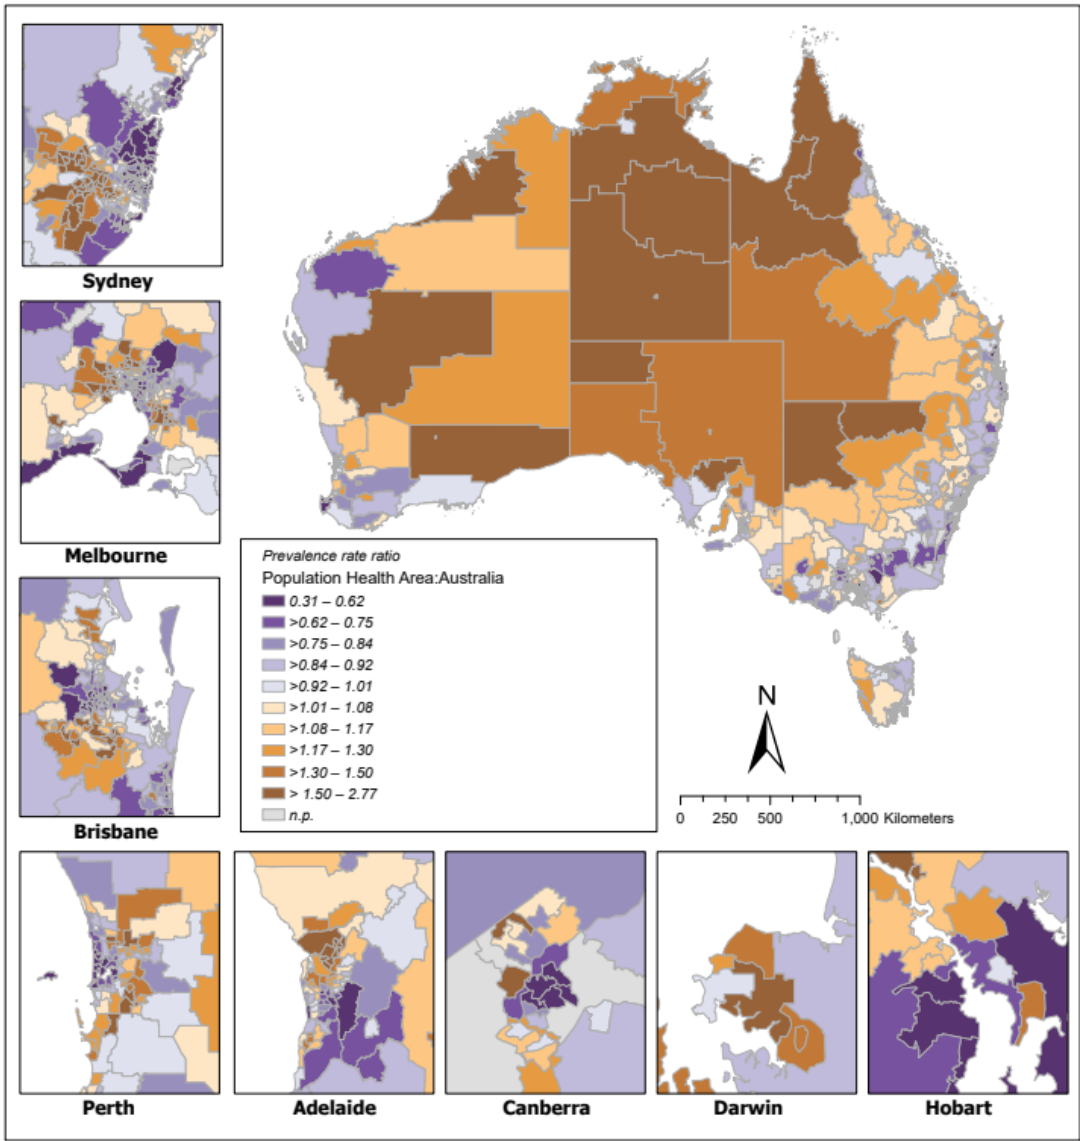 Sydney
Melbourne
Brisbane
Prevalence rate ratio
Population Health Area:Australia
0.31 – 0.62
>0.62 – 0.75
>0.75 – 0.84
>0.84 – 0.92
>0.92 – 1.01
>1.01 – 1.08
>1.08 – 1.17
>1.17 – 1.30
>1.30 – 1.50
> 1.50 – 2.77
n.p.
N
0 250 500 1,000 Kilometers
Perth
Adelaide
Canberra
Darwin
Hobart